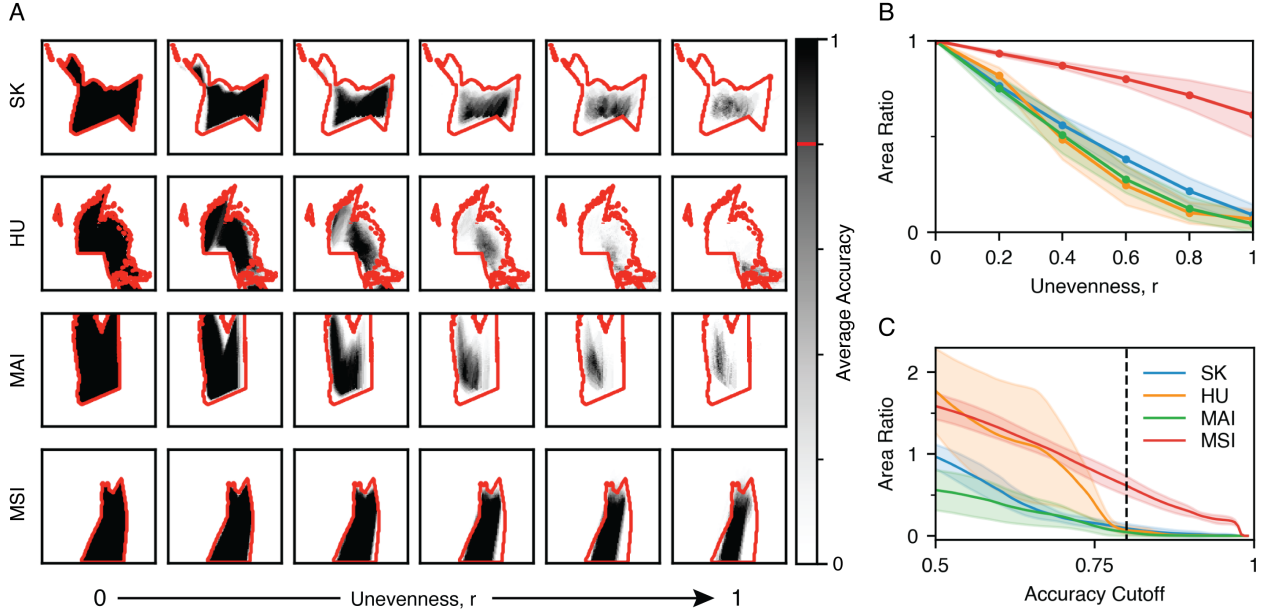 A
SK
HU
MAI
MSI
0
Unevenness, r
1
1
0
Average Accuracy
B
Area Ratio
1
0
0
0.2
0.4
0.6
0.8
1
Unevenness, r
C
Area Ratio
2
1
0
0.5
0.75
1
Accuracy Cutoff
SK
HU
MAI
MSI